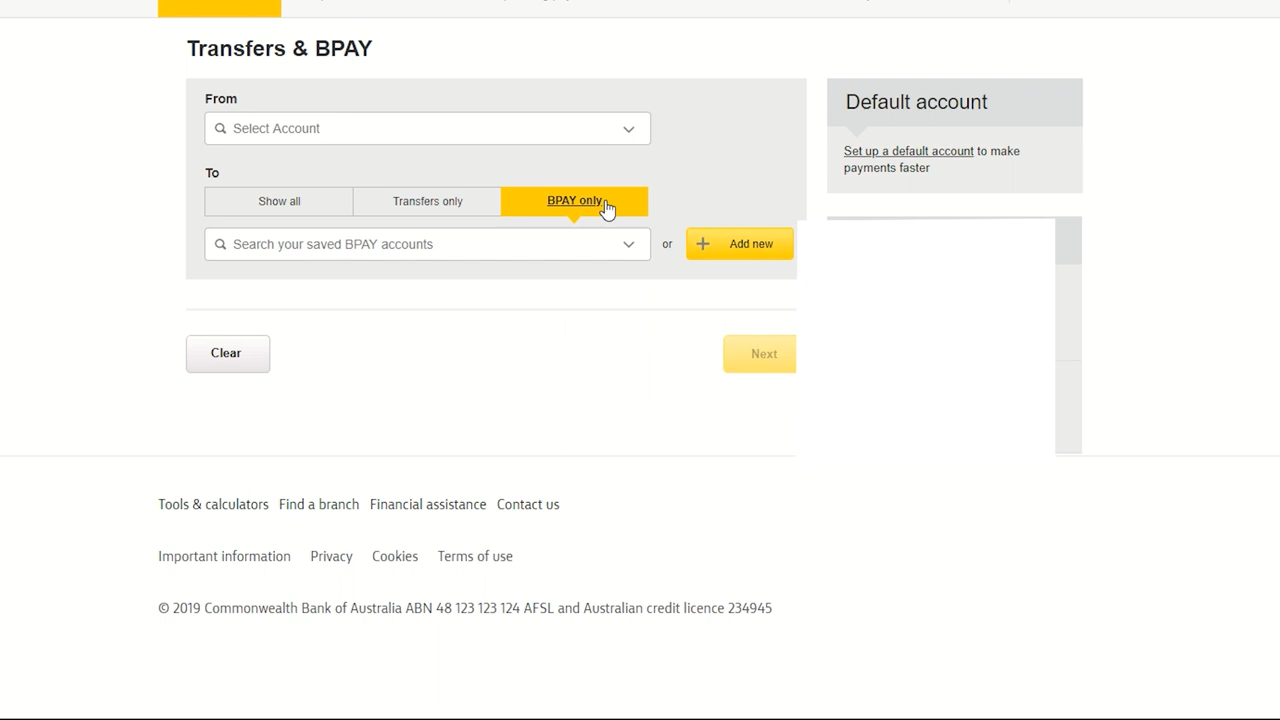 Transfers & BPAY
From
Select Account
To
Show all
Transfers only
BPAY only
Search your saved BPAY accounts
or
Add new
Clear
Next
Default account
Set up a default account to make
payments faster
Tools & calculators Find a branch Financial assistance Contact us
Important information Privacy Cookies Terms of use
© 2019 Commonwealth Bank of Australia ABN 48 123 123 124 AFSL and Australian credit licence 234945